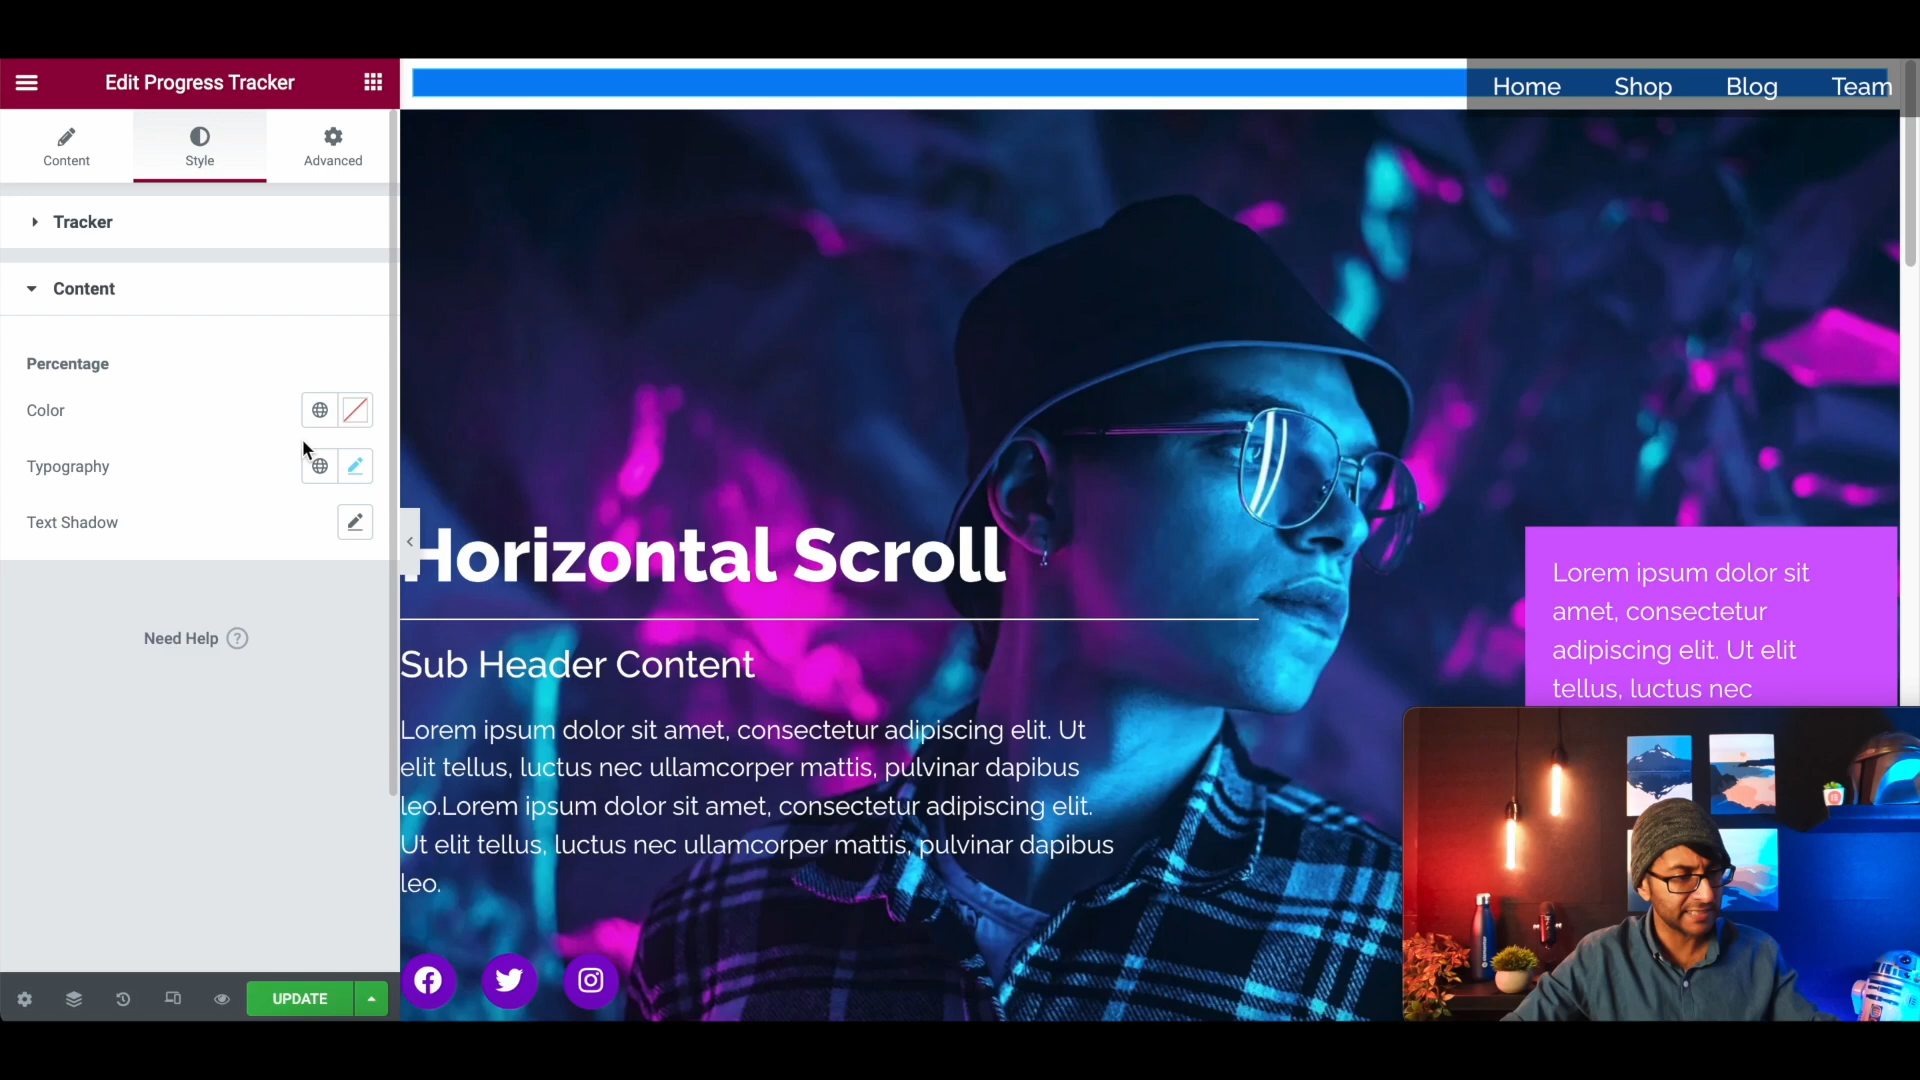 Edit Progress Tracker
Content
Style
Advanced
Tracker
Content
Percentage
Color
Typography
Text Shadow
Need Help ?
UPDATE
Home Shop Blog Team
Horizontal Scroll
Sub Header Content
Lorem ipsum dolor sit amet, consectetur adipiscing elit. Ut
elit tellus, luctus nec ullamcorper mattis, pulvinar dapibus
leo.Lorem ipsum dolor sit amet, consectetur adipiscing elit.
Ut elit tellus, luctus nec ullamcorper mattis, pulvinar dapibus
leo.
Lorem ipsum dolor sit
amet, consectetur
adipiscing elit. Ut elit
tellus, luctus nec